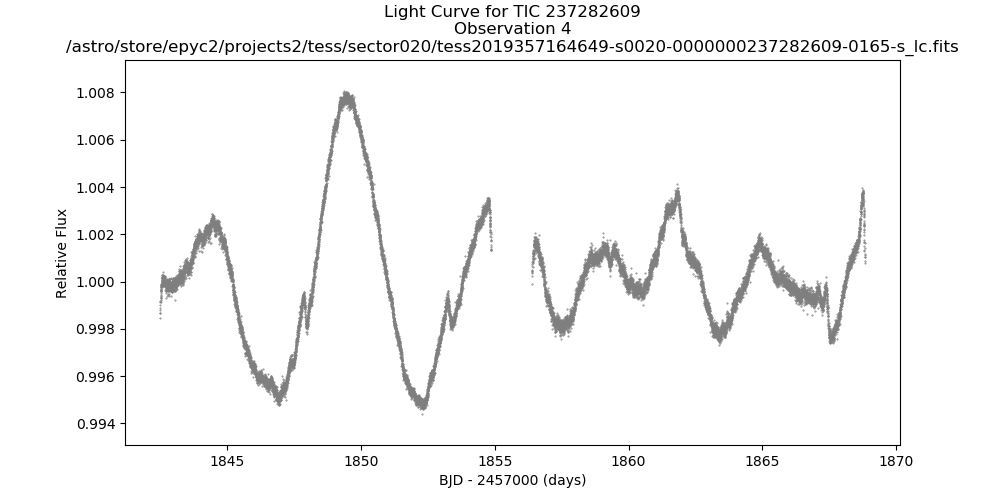 Light Curve for TIC 237282609
Observation 4
/astro/store/epyc2/projects2/tess/sector020/tess2019357164649-s0020-0000000237282609-0165-s_lc.fits
1.008
1.006
1.004
1.002
1.000
0.998
0.996
0.994
Relative Flux
1845
1850
1855
1860
1865
1870
BJD - 2457000 (days)